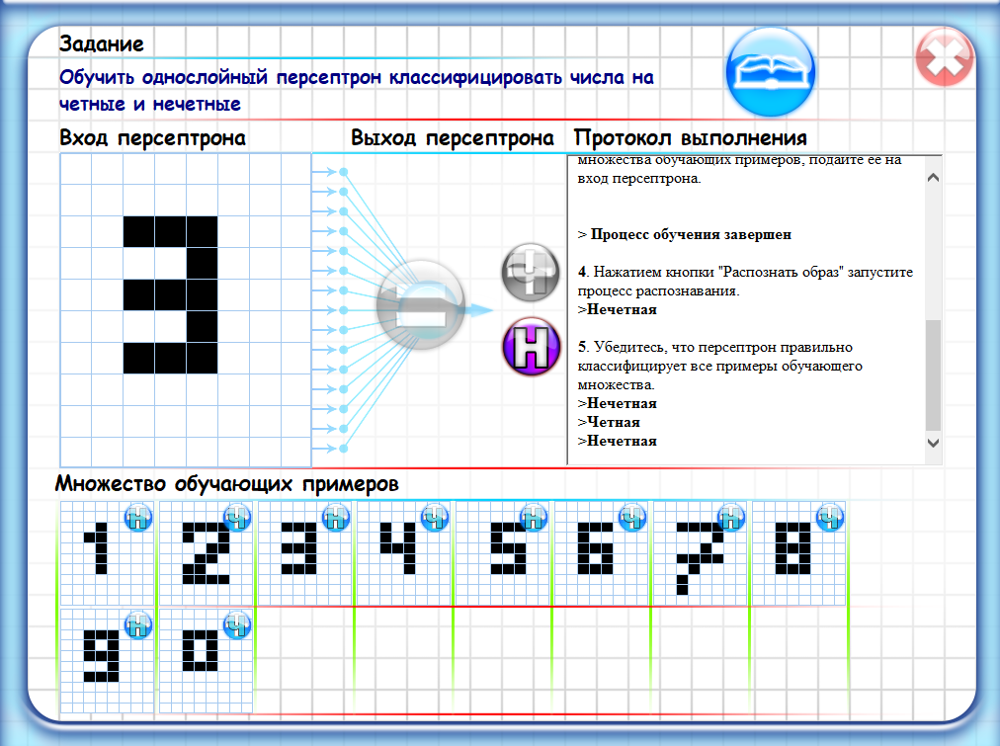 Задание
Обучить однослойный персептрон классифицировать числа на
четные и нечетные
Вход персептрона
Выход персептрона
Протокол выполнения
множества обучающих примеров, подайте ее на
вход персептрона.
> Процесс обучения завершен
4. Нажатием кнопки "Распознать образ" запустите
процесс распознавания.
>Нечетная
5. Убедитесь, что персептрон правильно
классифицирует все примеры обучающего
множества.
>Нечетная
>Четная
>Нечетная
3
Ч
Н
Множество обучающих примеров
Н Ч Н Ч Н Ч Н Ч
1 2 3 4 5 6 7 8
Н Ч
9 0